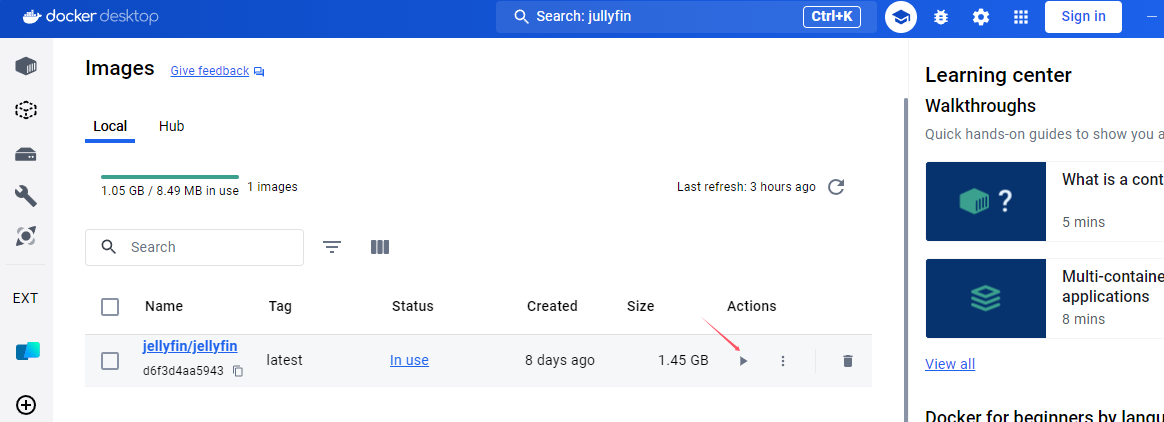 docker desktop
Search: jullyfin
Ctrl+K
Sign in
Images
Give feedback
Local
Hub
1.05 GB / 8.49 MB in use
1 images
Last refresh: 3 hours ago
Search
Name
Tag
Status
Created
Size
Actions
jellyfin/jellyfin
latest
In use
8 days ago
1.45 GB
d6f3d4aa5943
EXT
Learning center
Walkthroughs
Quick hands-on guides to show you a
?
What is a cont
5 mins
Multi-containe
applications
8 mins
View all
Docker for beginners by langu